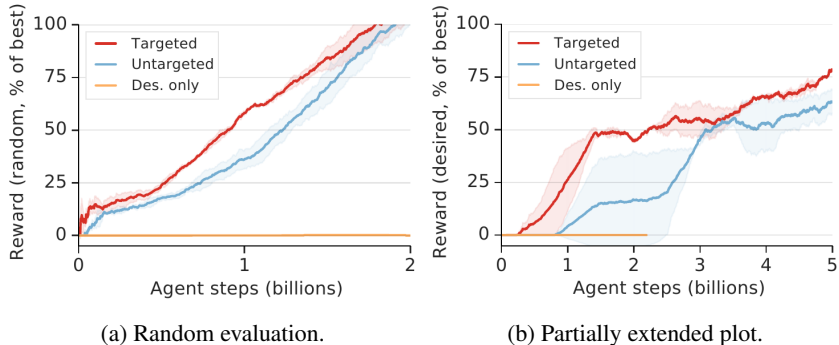 Reward (random, % of best)
100
75
50
25
0
Targeted
Untargeted
Des. only
0
1
2
Agent steps (billions)
(a) Random evaluation.
Reward (desired, % of best)
100
75
50
25
0
Targeted
Untargeted
Des. only
0
1
2
3
4
5
Agent steps (billions)
(b) Partially extended plot.